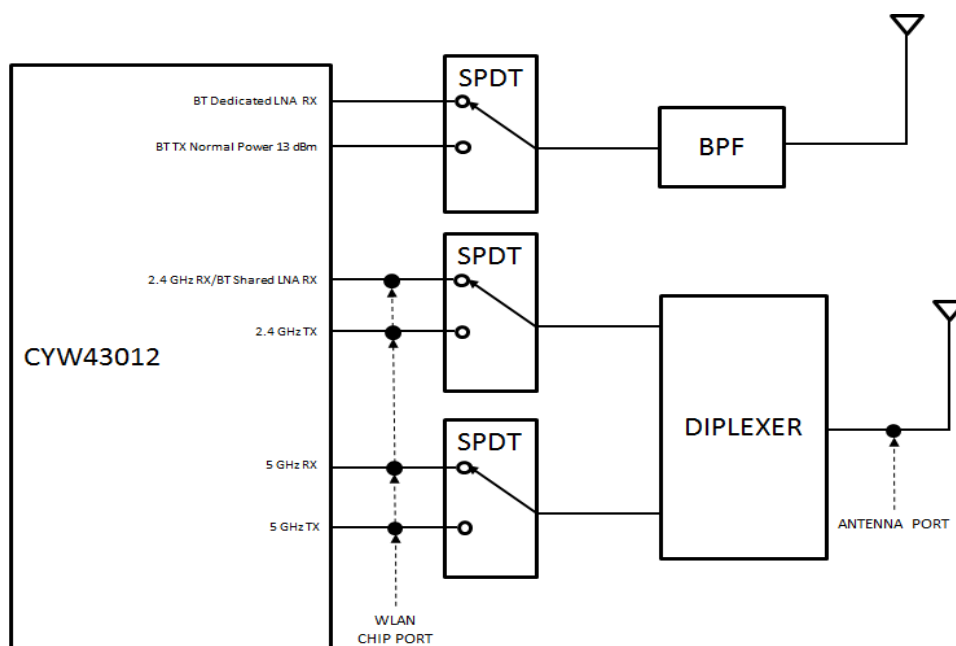 SPDT
BT Dedicated LNA RX
BT TX Normal Power 13 dBm
BPF
SPDT
2.4 GHz RX/BT Shared LNA RX
2.4 GHz TX
CYW43012
DIPLEXER
SPDT
5 GHz RX
5 GHz TX
ANTENNA PORT
WLAN
CHIP PORT